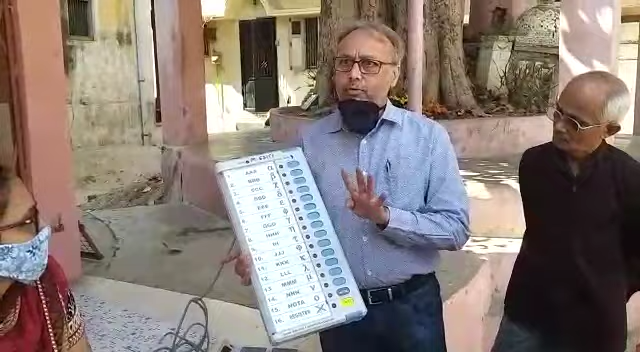 1. AAA α
2. BBB β
3. CCC χ
4. DDD δ
5. EEE ε
6. FFF φ
7. GGG γ
8. HHH η
9. III
10. JJJ φ
11. KKK κ
12. LLL λ
13. MMM μ
14. NNN ν
15. NOTA
16.